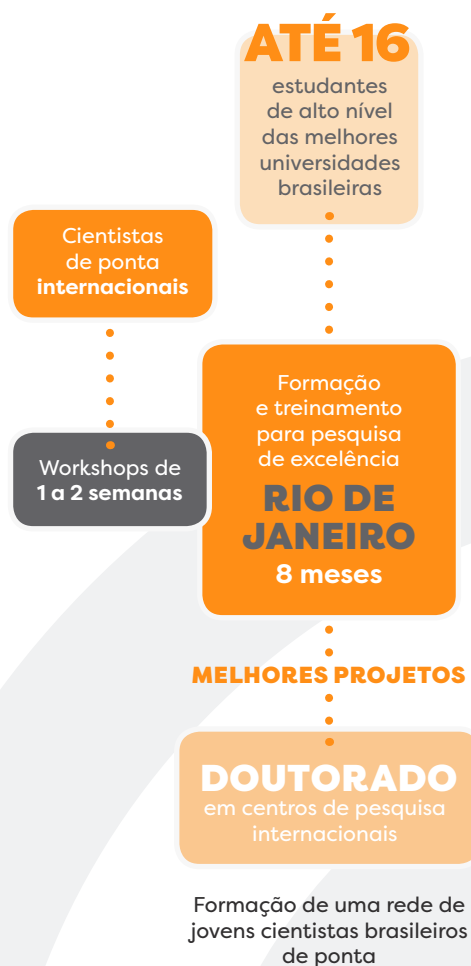 ATÉ 16
estudantes
de alto nível
das melhores
universidades
brasileiras
Cientistas
de ponta
internacionais
Workshops de
1 a 2 semanas
Formação
e treinamento
para pesquisa
de excelência
RIO DE
JANEIRO
8 meses
MELHORES PROJETOS
DOUTORADO
em centros de pesquisa
internacionais
Formação de uma rede de
jovens cientistas brasileiros
de ponta